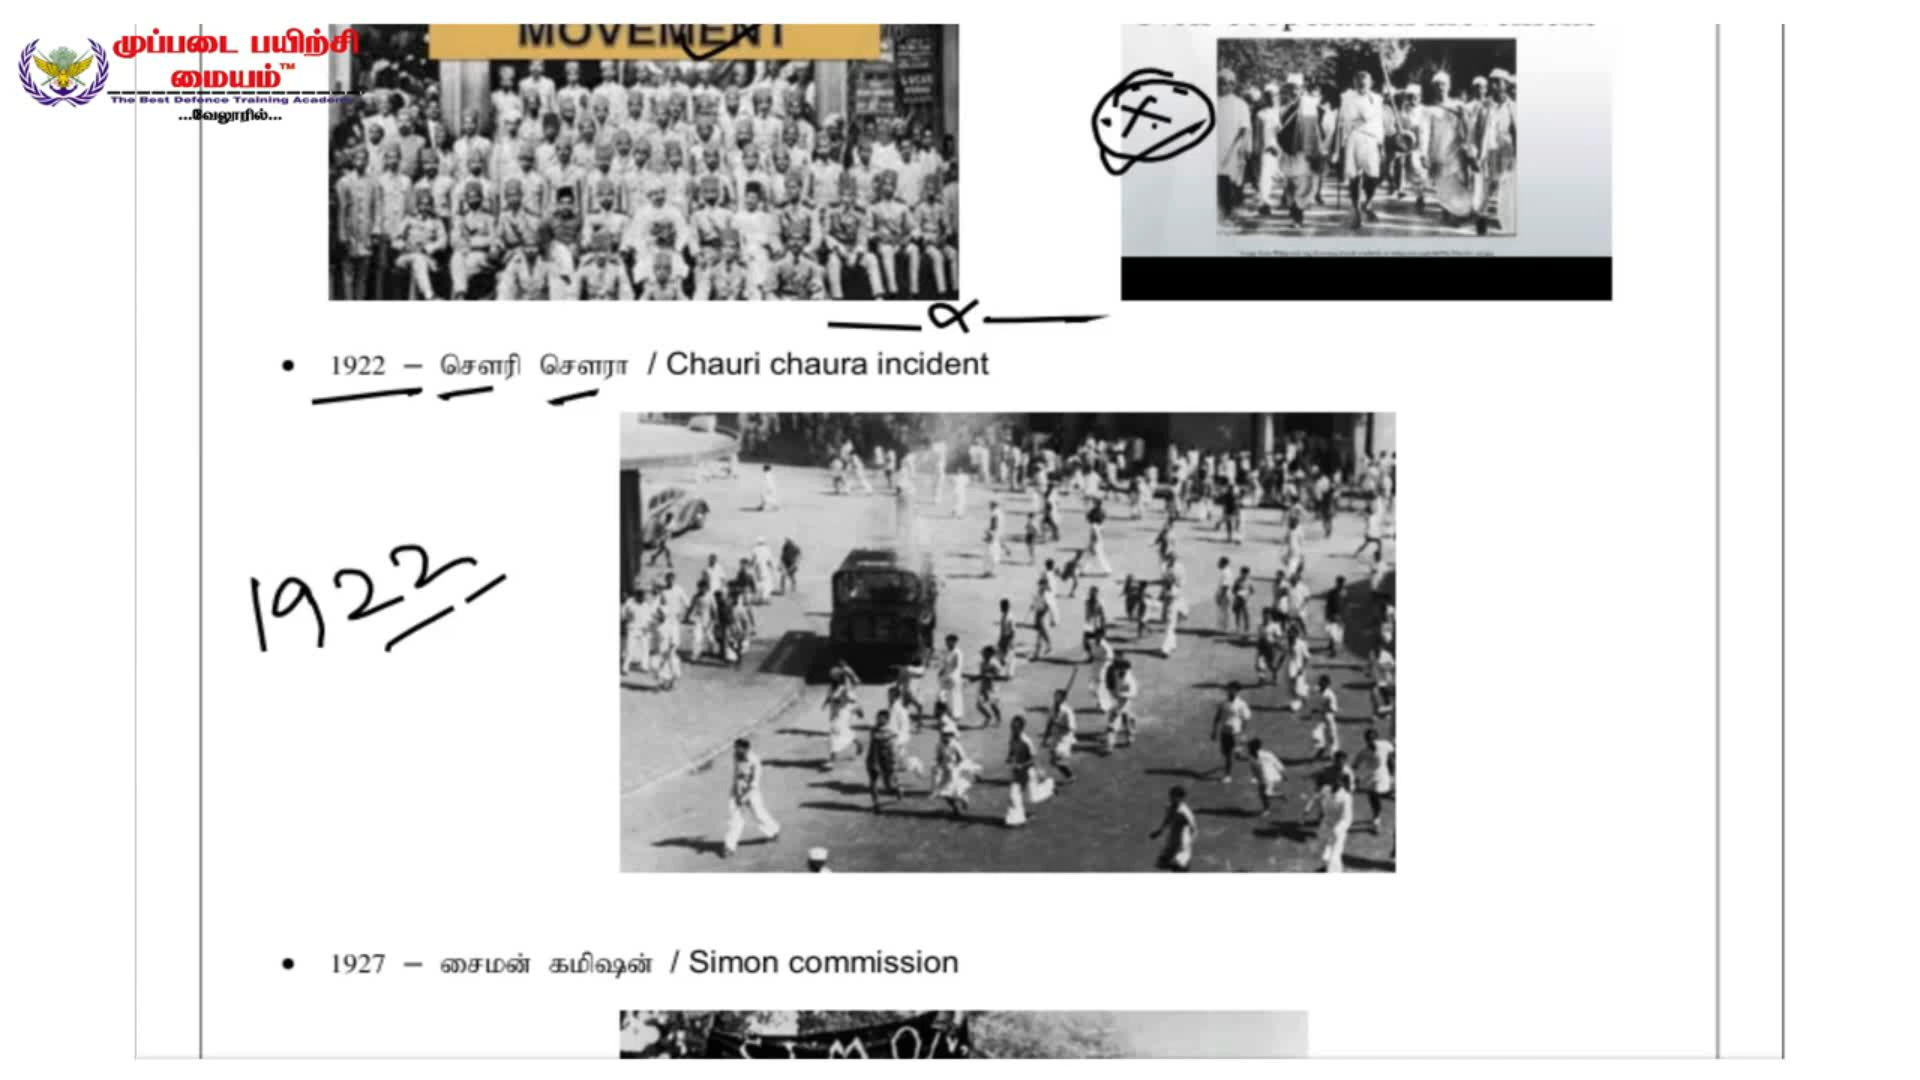 முப்படை பயிற்சி
மையம்™
The Best Defence Training Academy
...வேலூரில்...
MOVEMENT
• 1922 – சௌரி சௌரா / Chauri chaura incident
1922
• 1927 – சைமன் கமிஷன் / Simon commission